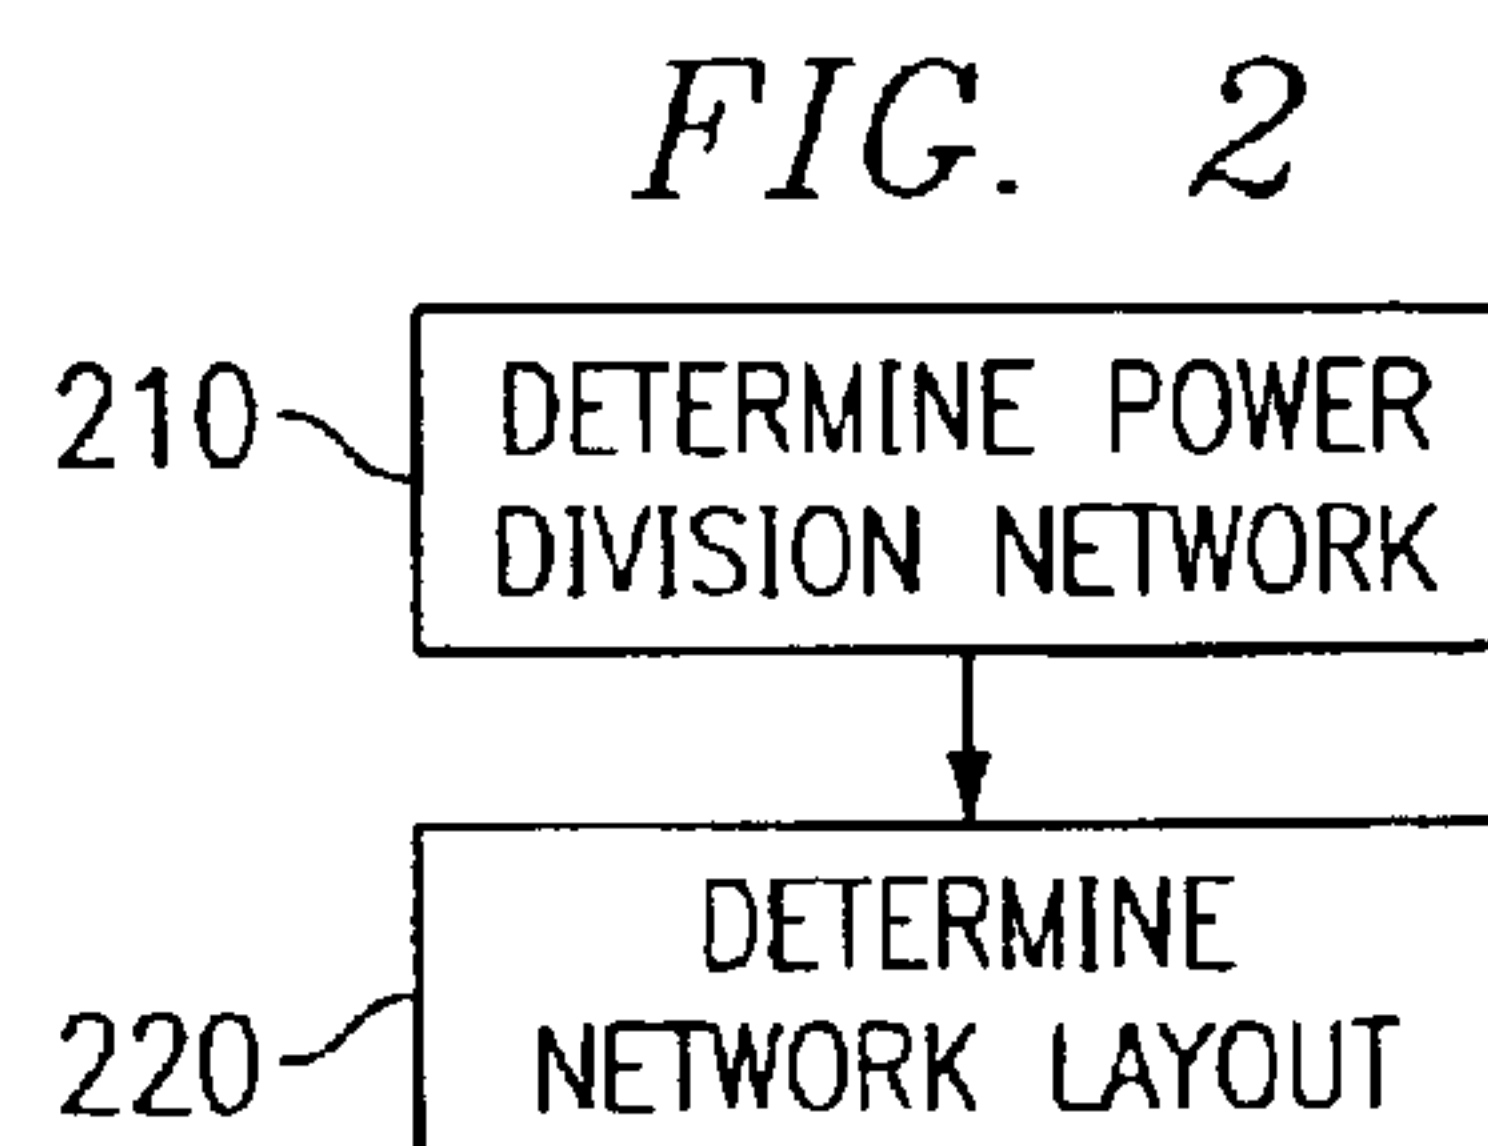 FIG. 2
210
DETERMINE POWER
DIVISION NETWORK
220
DETERMINE
NETWORK LAYOUT